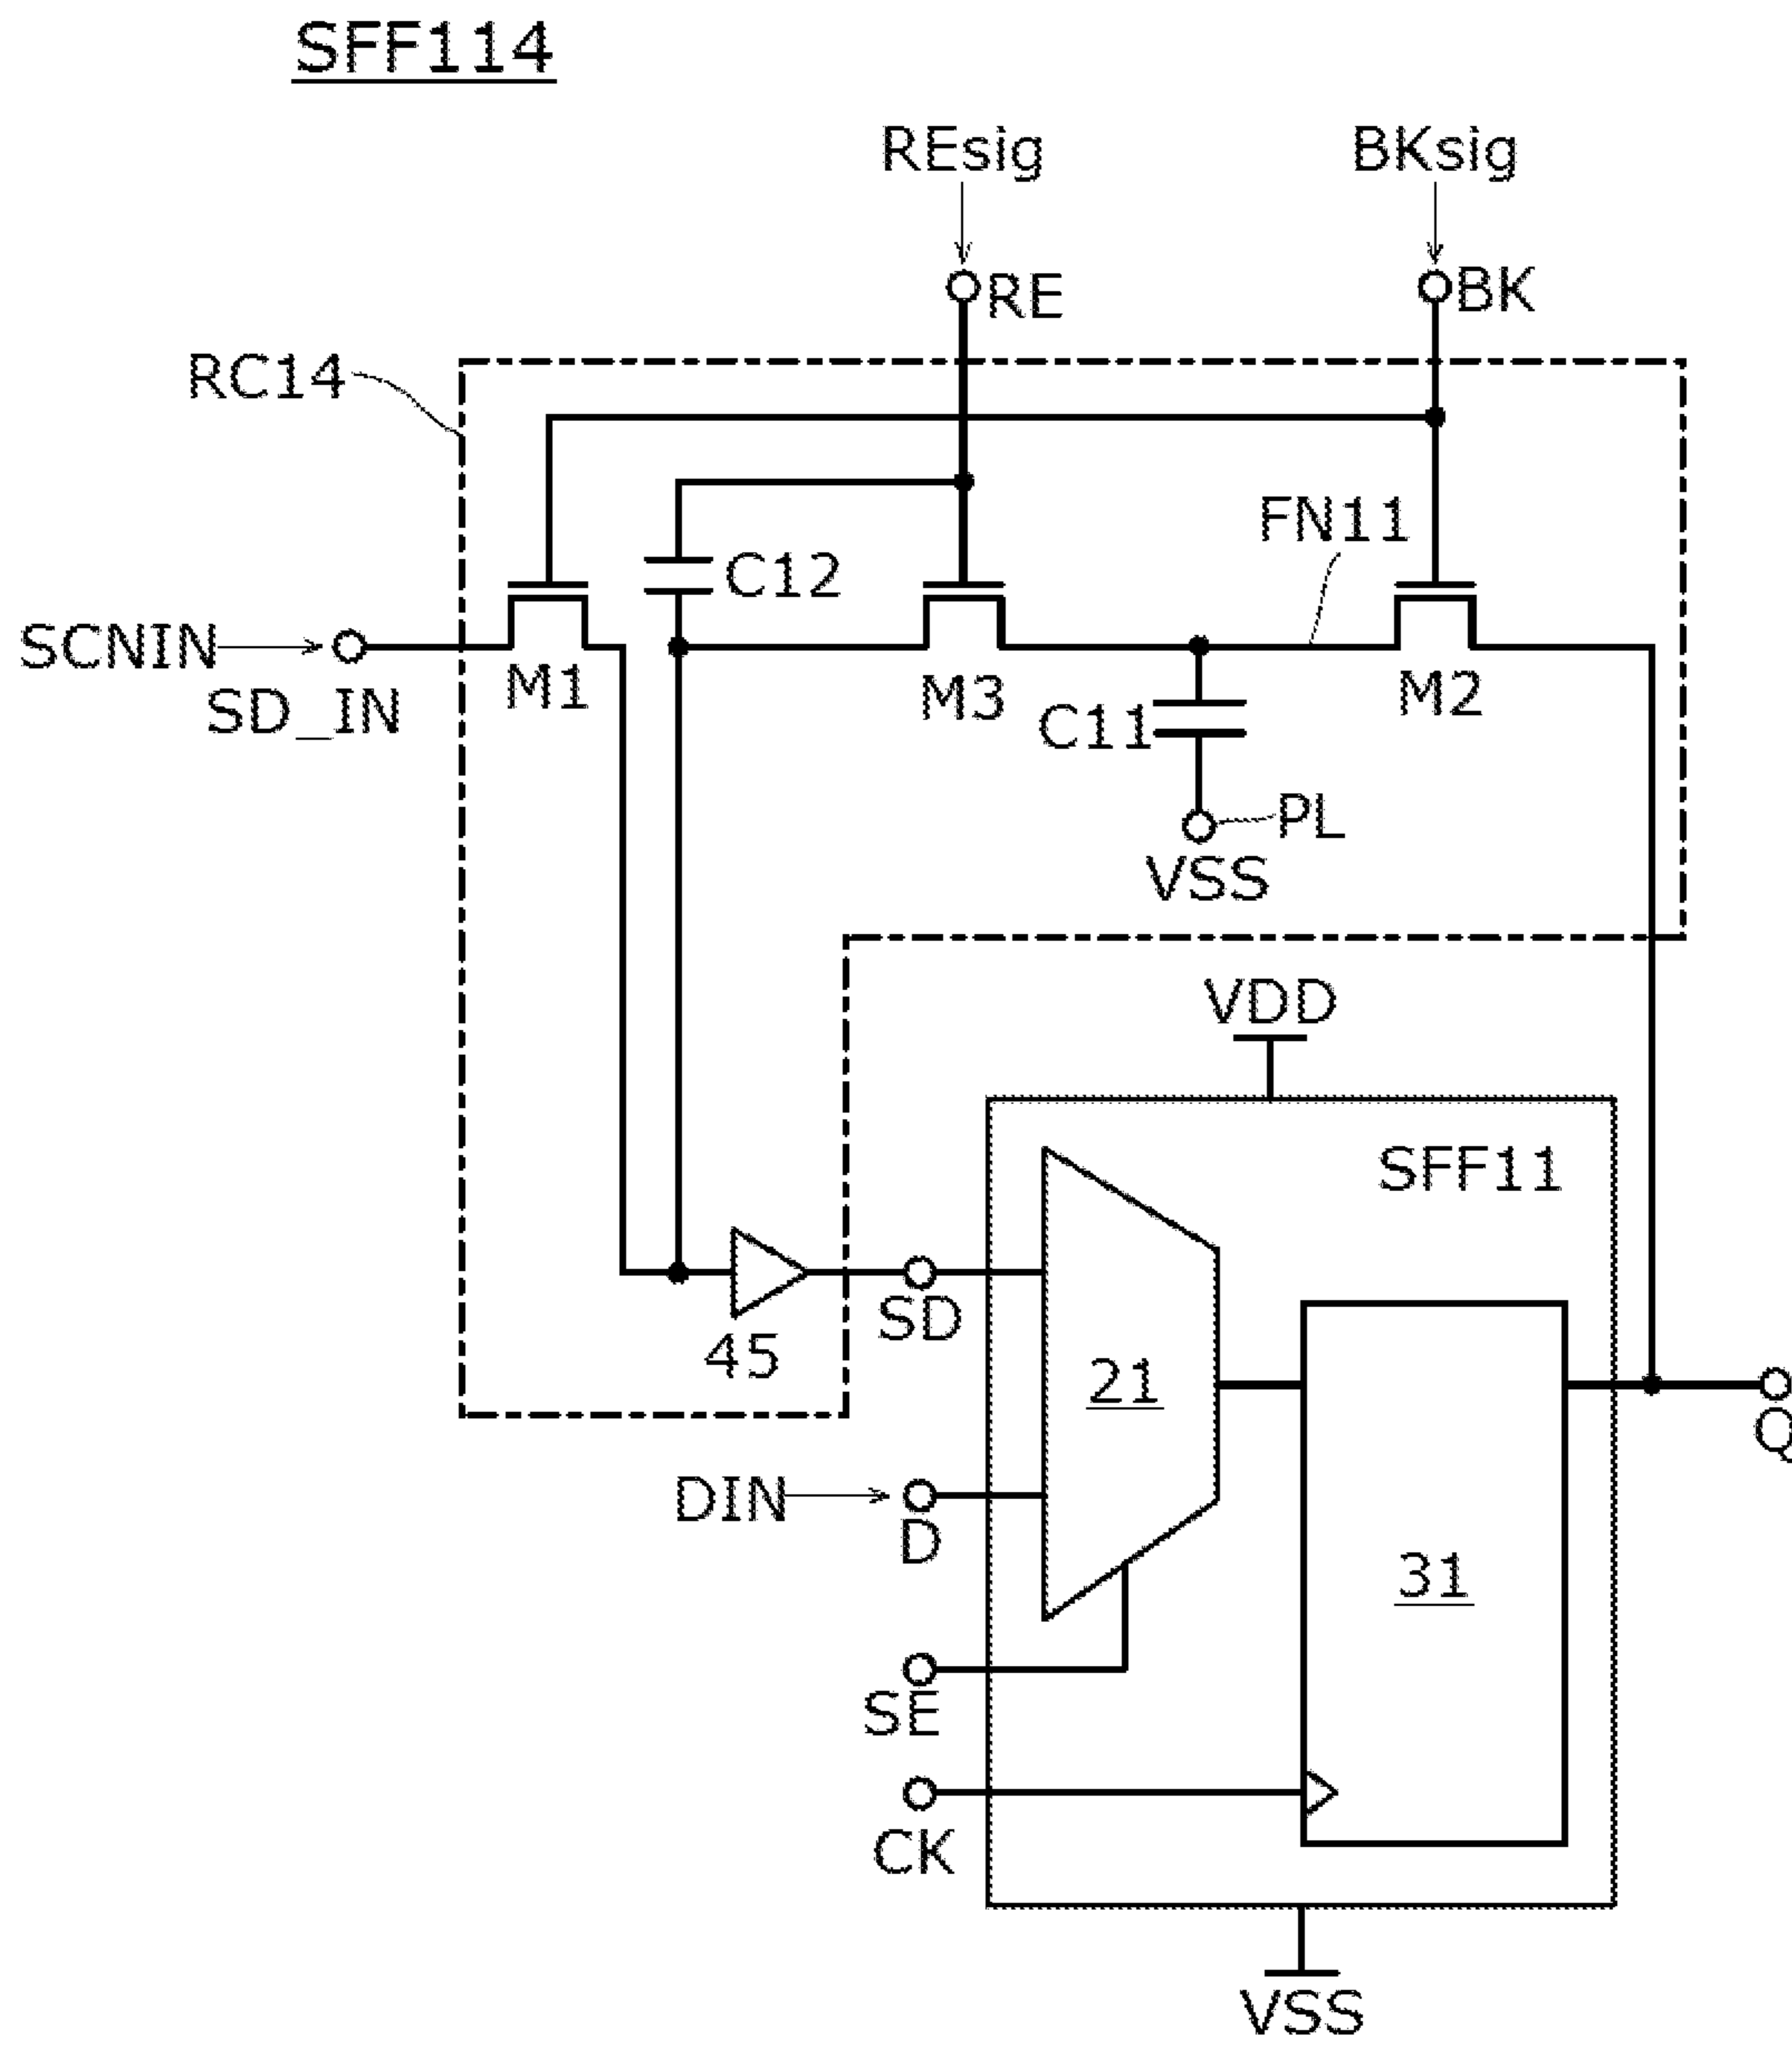 SFF114
REsig
BKsig
RE
BK
RC14
FN11
C12
SCNIN
SD_IN
M1
M3
M2
C11
PL
VSS
VDD
SFF11
SD
45
21
Q
DIN
D
31
SE
CK
VSS